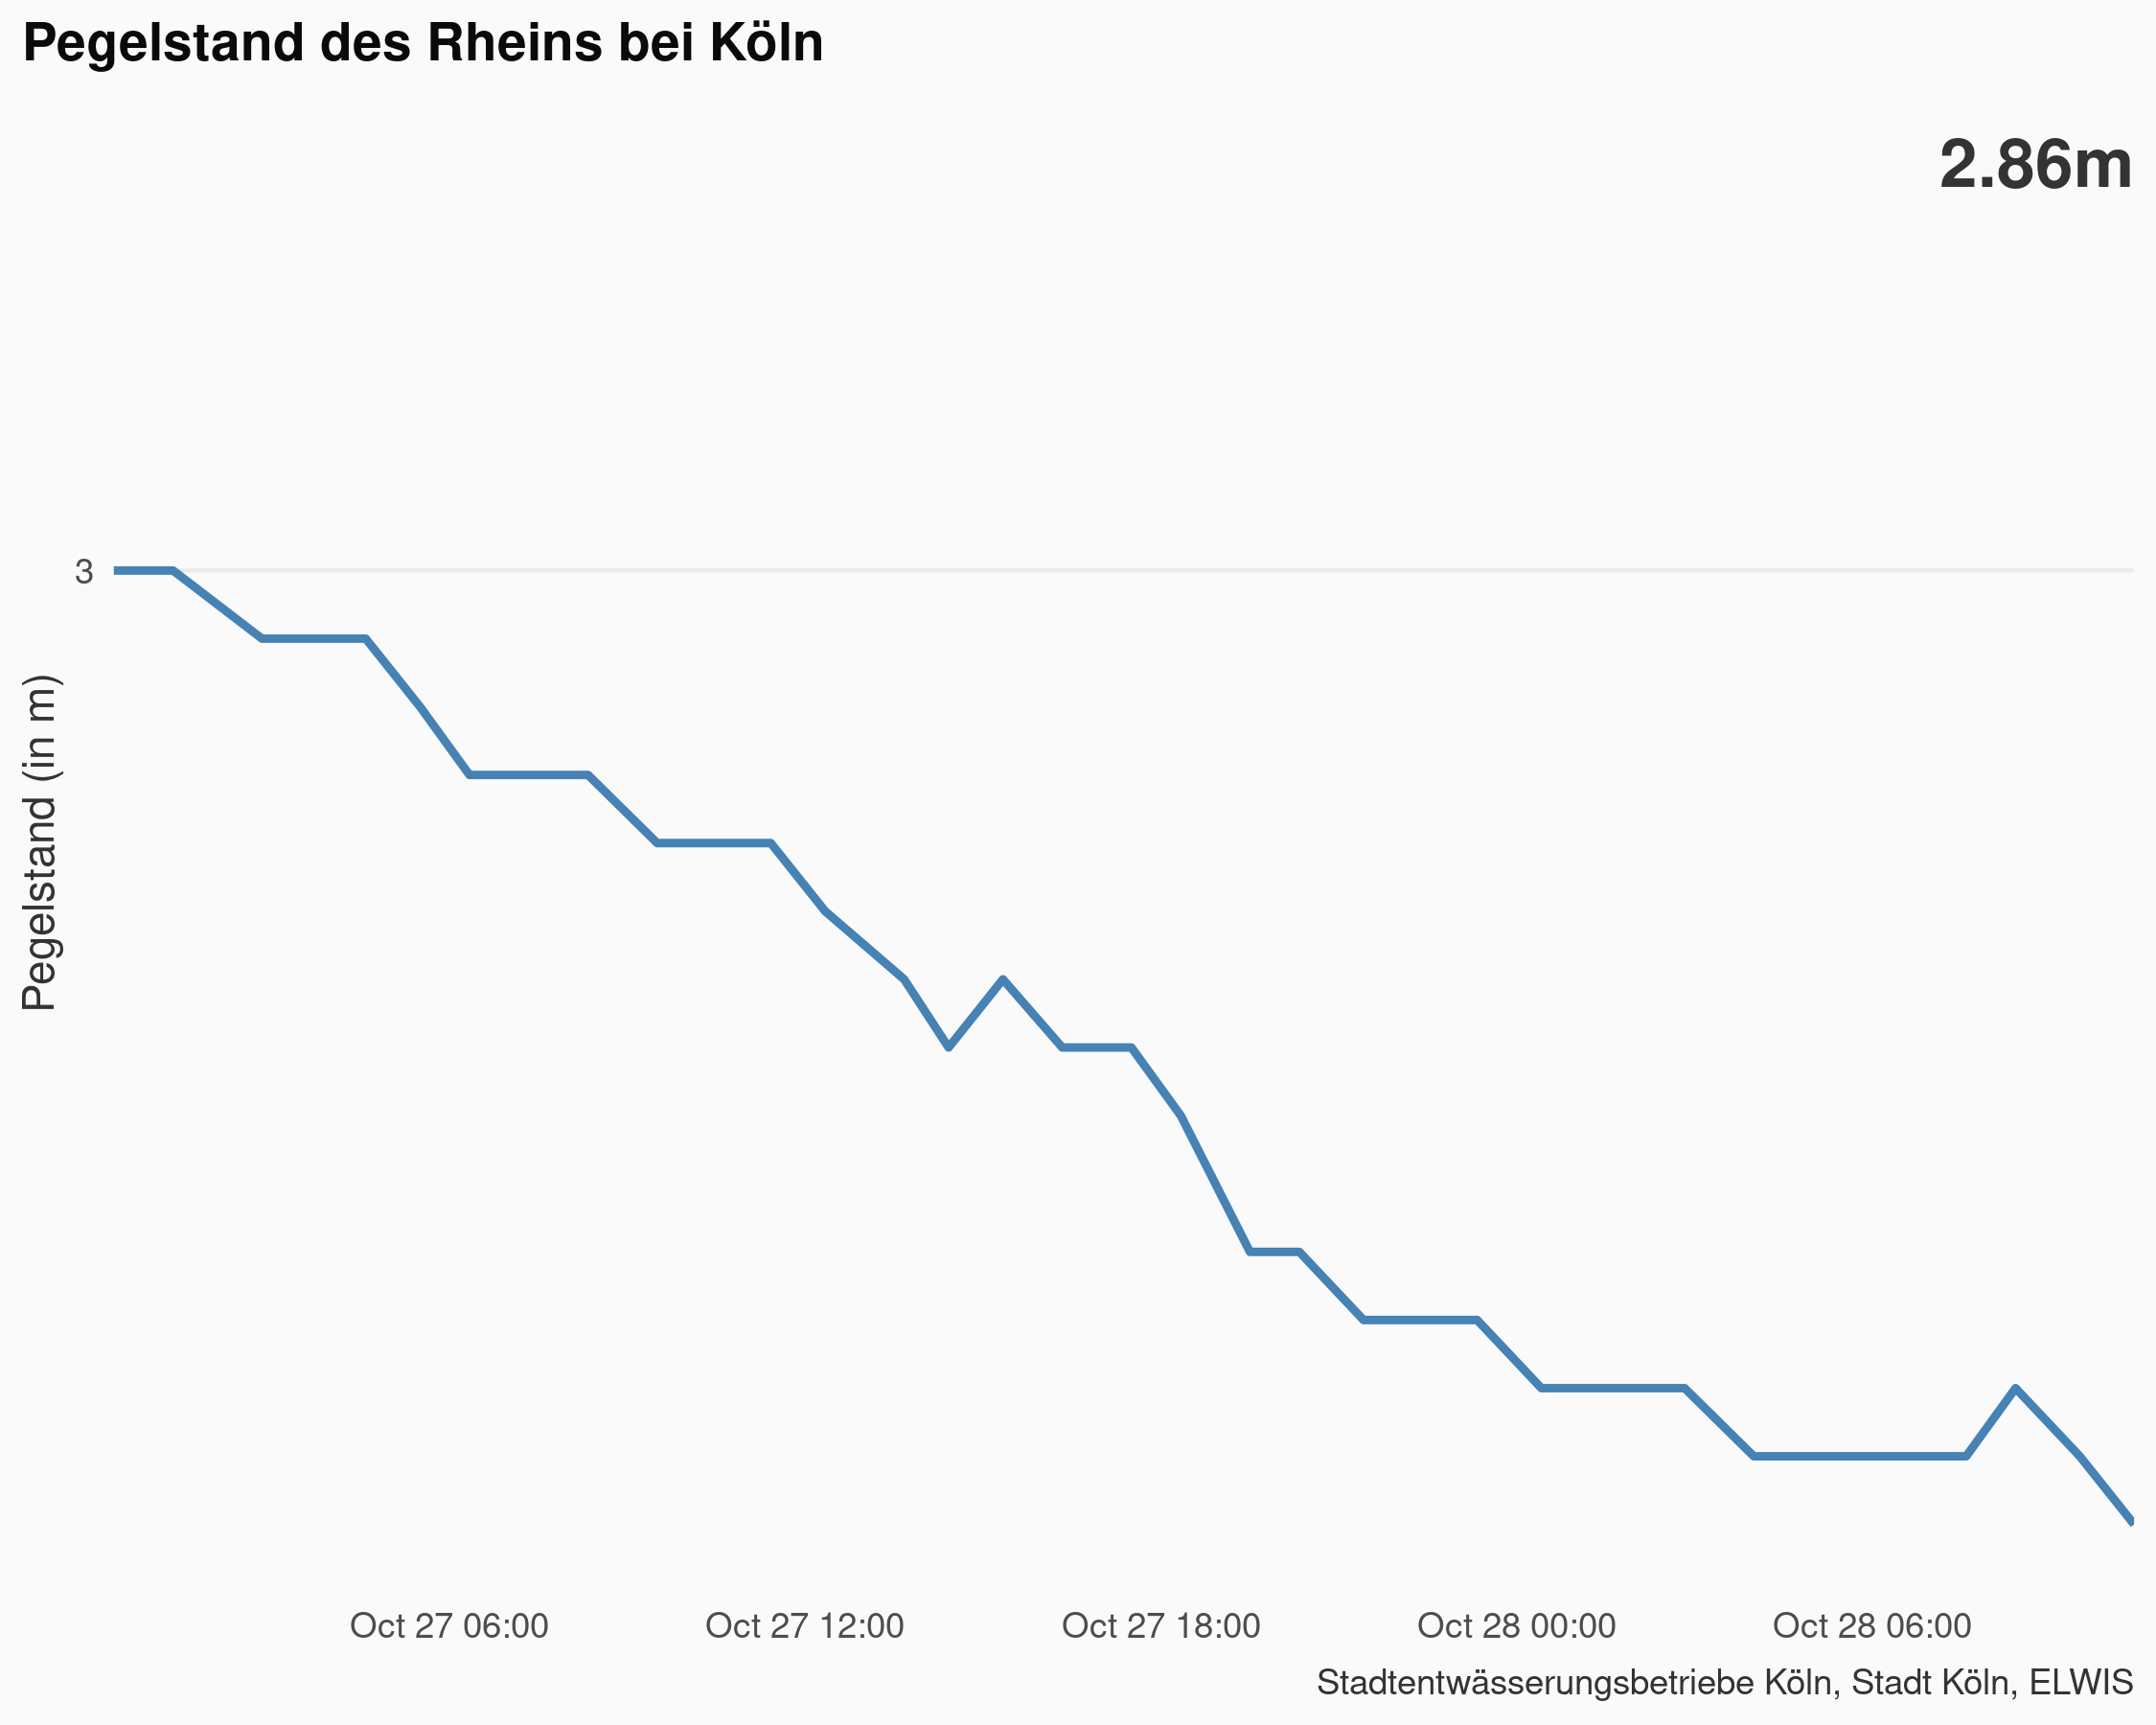 Pegelstand des Rheins bei Köln
2.86m
3
Pegelstand (in m)
Oct 27 06:00
Oct 27 12:00
Oct 27 18:00
Oct 28 00:00
Oct 28 06:00
Stadtentwässerungsbetriebe Köln, Stadt Köln, ELWIS